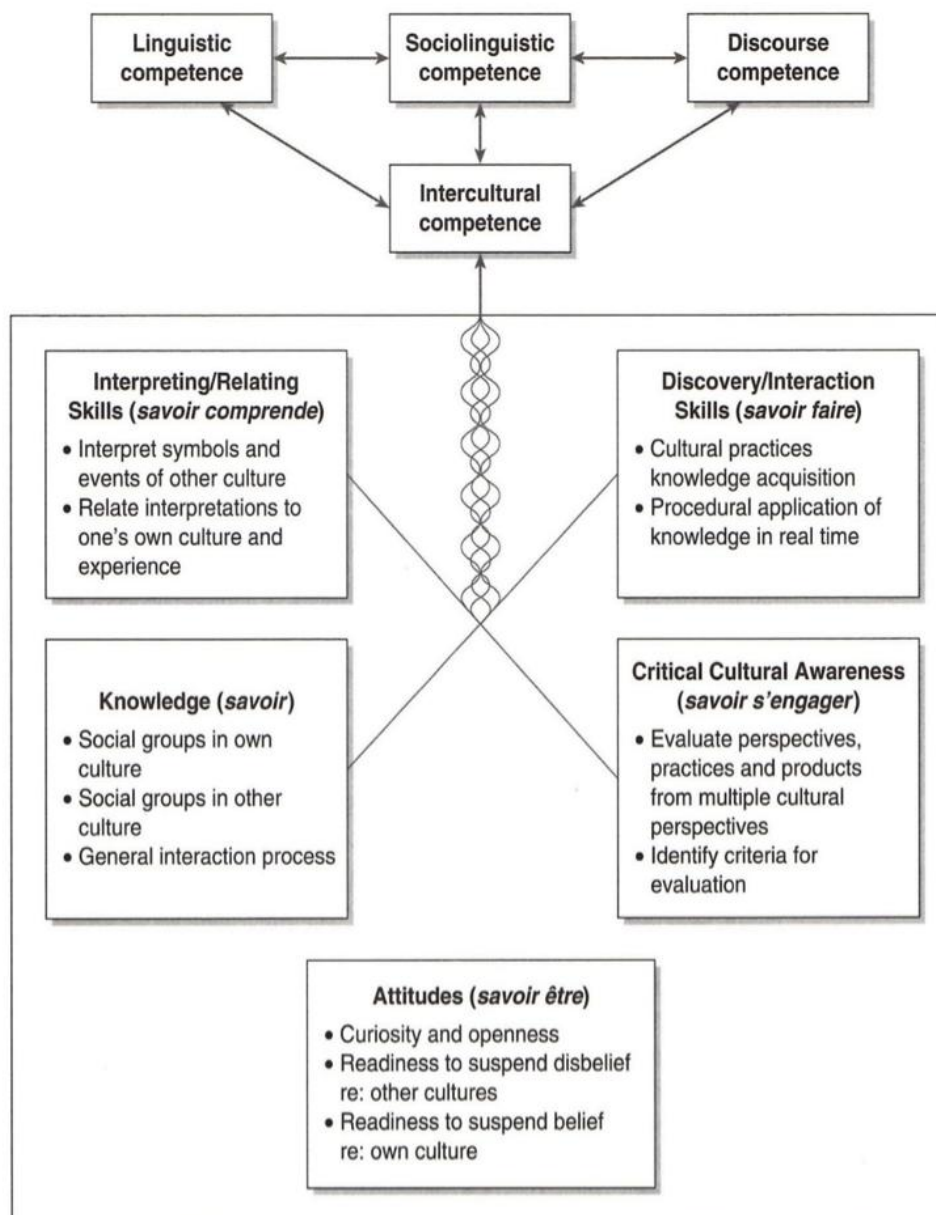 Linguistic
competence
Sociolinguistic
competence
Discourse
competence
Intercultural
competence
Interpreting/Relating
Skills (savoir comprende)
• Interpret symbols and
events of other culture
• Relate interpretations to
one's own culture and
experience
Discovery/Interaction
Skills (savoir faire)
• Cultural practices
knowledge acquisition
• Procedural application of
knowledge in real time
Knowledge (savoir)
• Social groups in own
culture
• Social groups in other
culture
• General interaction process
Critical Cultural Awareness
(savoir s'engager)
• Evaluate perspectives,
practices and products
from multiple cultural
perspectives
• Identify criteria for
evaluation
Attitudes (savoir être)
• Curiosity and openness
• Readiness to suspend disbelief
re: other cultures
• Readiness to suspend belief
re: own culture